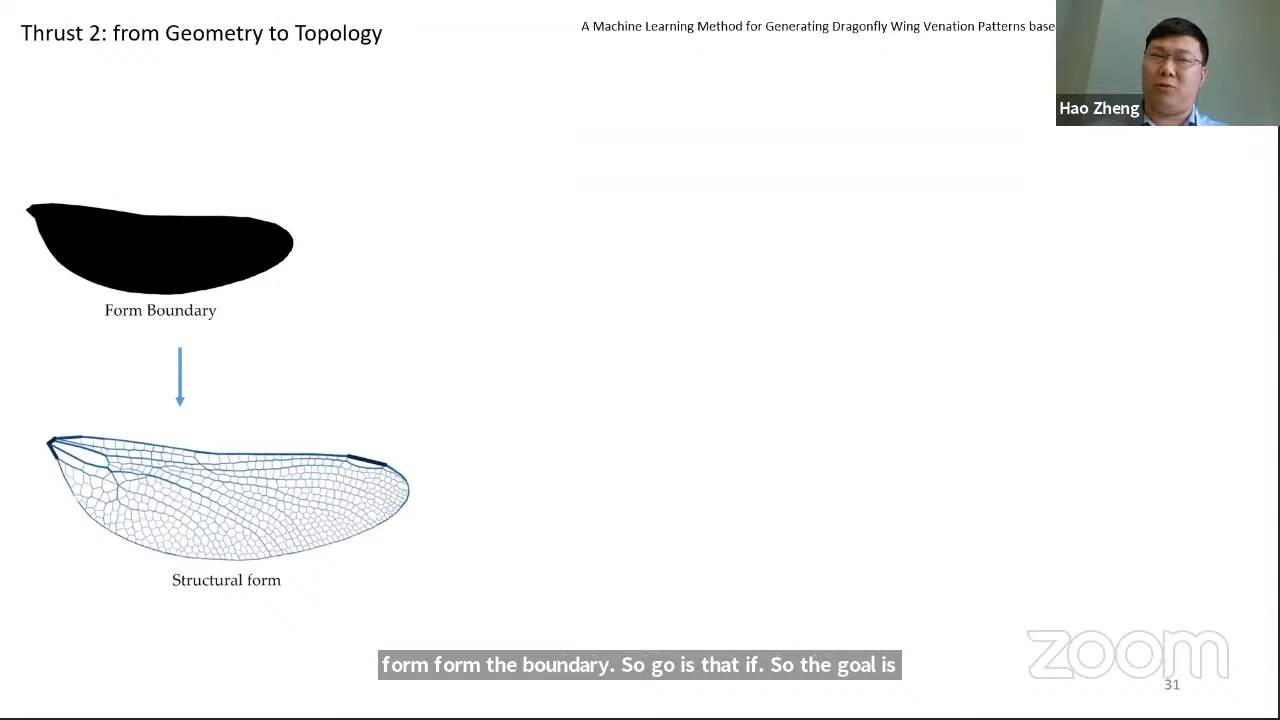 Thrust 2: from Geometry to Topology
A Machine Learning Method for Generating Dragonfly Wing Venation Patterns base
Hao Zheng
Form Boundary
Structural form
form form the boundary. So go is that if. So the goal is
zoom
31